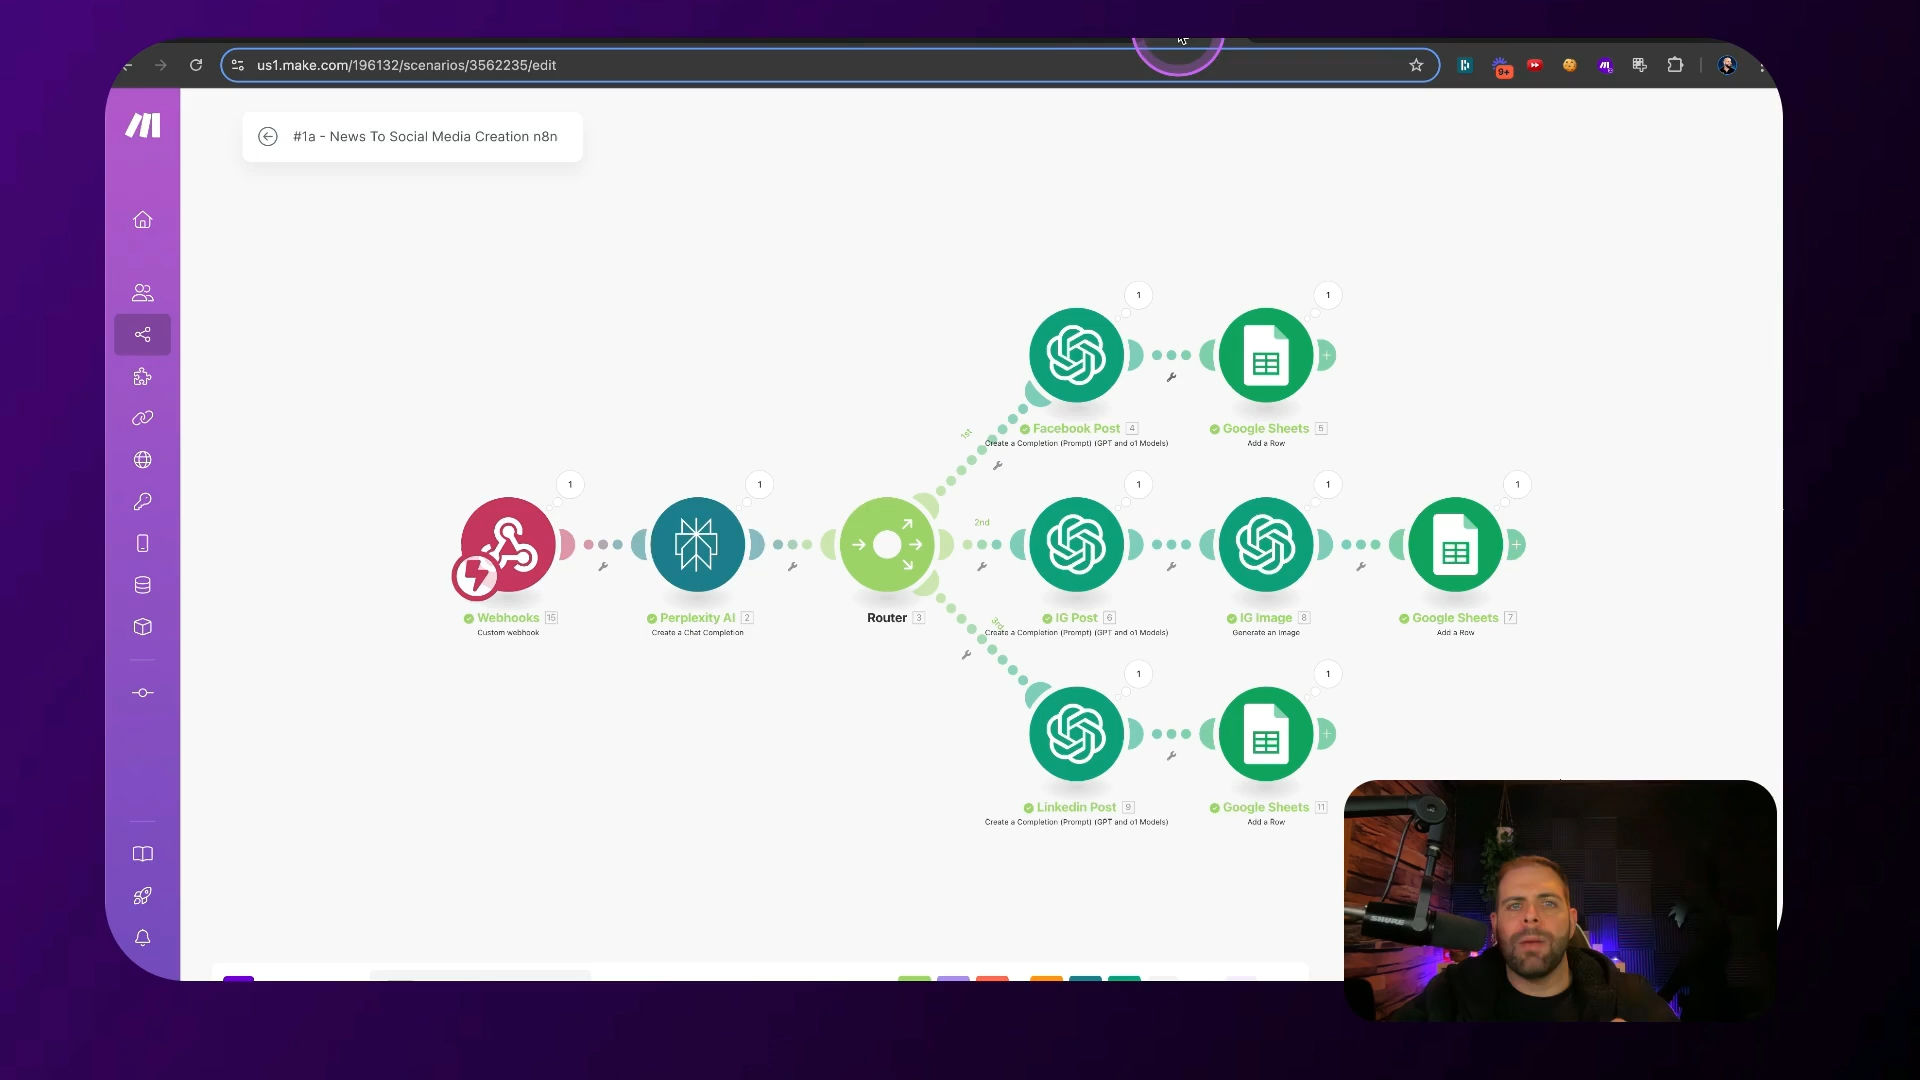 us1.make.com/196132/scenarios/3562235/edit
9+
#1a - News To Social Media Creation n8n
1
1
1st
Facebook Post 4
Create a Completion (Prompt) (GPT and o1 Models)
Google Sheets 5
Add a Row
1
1
2nd
1
1
1
Webhooks 15
Custom webhook
Perplexity AI 2
Create a Chat Completion
Router 3
3rd
IG Post 6
Create a Completion (Prompt) (GPT and o1 Models)
IG Image 8
Generate an Image
Google Sheets 7
Add a Row
1
1
Linkedin Post 9
Create a Completion (Prompt) (GPT and o1 Models)
Google Sheets 11
Add a Row
SHURE